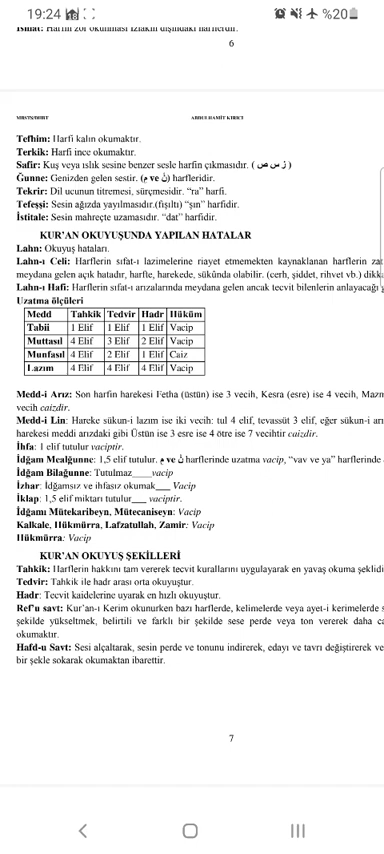 19:24 %20
6
MBSTS/DHBT ABDULHAMİT KIRICI
Tefhim: Harfi kalın okumaktır.
Terkik: Harfi ince okumaktır.
Safir: Kuş veya ıslık sesine benzer sesle harfin çıkmasıdır. ( ص س ز )
Ğunne: Genizden gelen sestir. (م ve ن) harfleridir.
Tekrir: Dil ucunun titremesi, sürçmesidir. “ra” harfi.
Tefeşşi: Sesin ağızda yayılmasıdır.(fışıltı) “şın” harfidir.
İstitale: Sesin mahreçte uzamasıdır. “dat” harfidir.
KUR'AN OKUYUŞUNDA YAPILAN HATALAR
Lahn: Okuyuş hataları.
Lahn-ı Celi: Harflerin sıfat-ı lazimelerine riayet etmemekten kaynaklanan harflerin
meydana gelen açık hatadır, harfte, harekede, sükûnda olabilir. (cerh, şiddet, rihvet vb.)
Lahn-ı Hafi: Harflerin sıfat-ı arızalarında meydana gelen ancak tecvit bilenlerin anlayacağı
Uzatma ölçüleri
Medd Tahkik Tedvir Hadr Hüküm
Tabii 1 Elif 1 Elif 1 Elif Vacip
Muttasıl 4 Elif 3 Elif 2 Elif Vacip
Munfasıl 4 Elif 2 Elif 1 Elif Caiz
Lazım 4 Elif 4 Elif 4 Elif Vacip
Medd-i Arız: Son harfin harekesi Fetha (üstün) ise 3 vecih, Kesra (esre) ise 4 vecih,
vecih caizdir.
Medd-i Lin: Hareke sükun-i lazım ise iki vecih: tul 4 elif, tevassüt 3 elif, eğer sükun-i
harekesi meddi arızdaki gibi Üstün ise 3 esre ise 4 ötre ise 7 vecihtir caizdir.
İhfa: 1 elif tutulur vaciptir.
İdğam Mealğunne: 1,5 elif tutulur. م ve ن harflerinde uzatma vacip, “vav ve ya” harflerinde
İdğam Bilağunne: Tutulmaz____vacip
İzhar: İdğamsız ve ihfasız okumak___ Vacip
İklap: 1,5 elif miktarı tutulur___ vaciptir.
İdğamı Mütekaribeyn, Mütecaniseyn: Vacip
Kalkale, Hükmürra, Lafzatullah, Zamir: Vacip
Hükmürra: Vacip
KUR'AN OKUYUŞ ŞEKİLLERİ
Tahkik: Harflerin hakkını tam vererek tecvit kurallarını uygulayarak en yavaş okuma
Tedvir: Tahkik ile hadr arası orta okuyuştur.
Hadr: Tecvit kaidelerine uyarak en hızlı okuyuştur.
Ref'u savt: Kur'an-ı Kerim okunurken bazı harflerde, kelimelerde veya ayet-i kerimelerde
şekilde yükseltmek, belirtili ve farklı bir şekilde sese perde veya ton vererek daha
okumaktır.
Hafd-u Savt: Sesi alçaltarak, sesin perde ve tonunu indirerek, edayı ve tavrı değiştirerek
bir şekle sokarak okumaktan ibarettir.
7